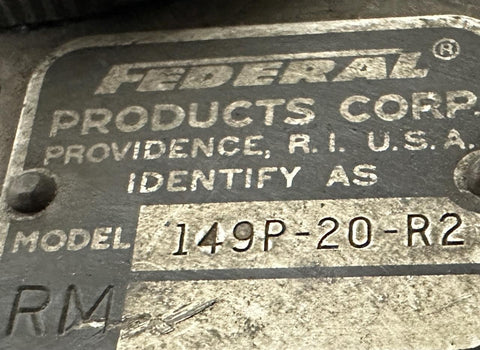 FEDERAL®
PRODUCTS CORP.
PROVIDENCE, R. I. U. S. A.
IDENTIFY AS
MODEL 149P-20-R2
RM